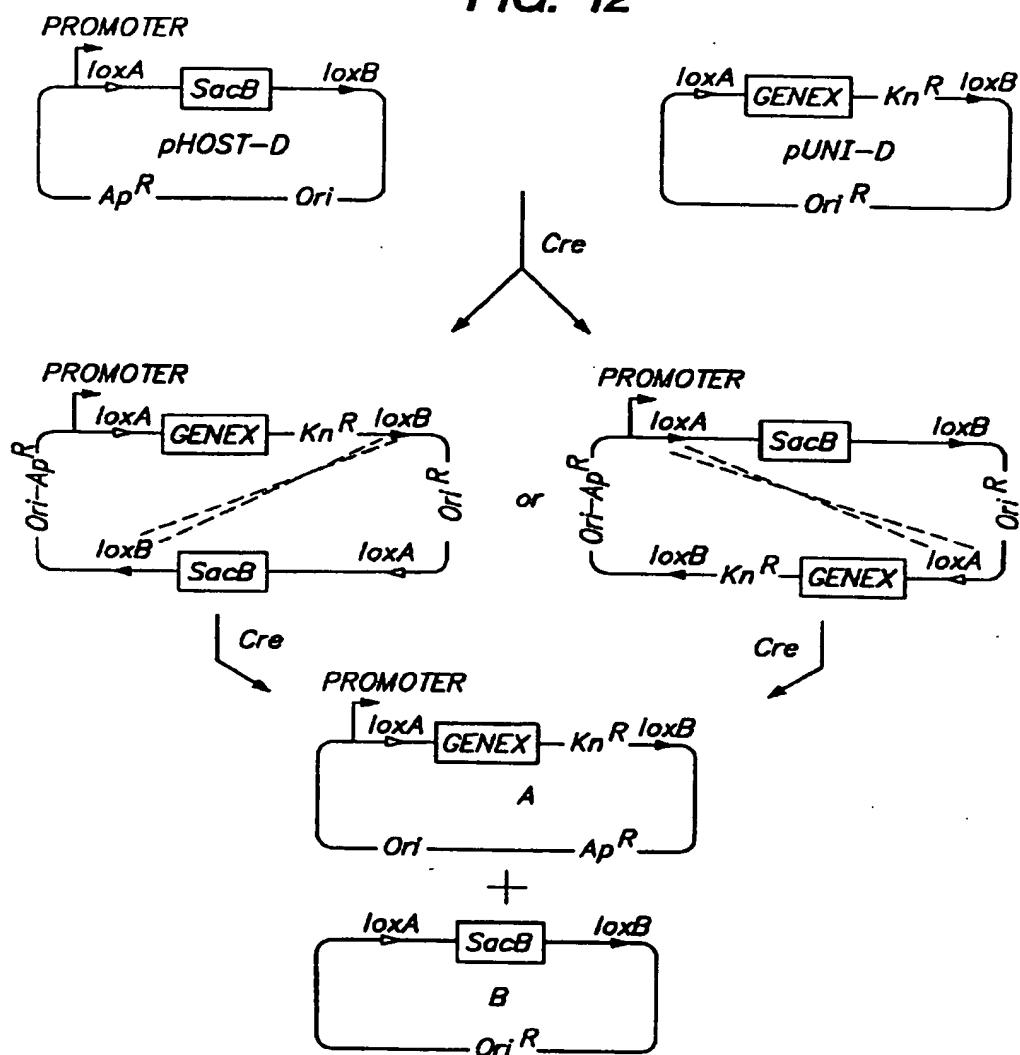 FIG. 12
PROMOTER
loxA
SacB
loxB
pHOST-D
Ap^R
Ori
loxA
GENEX
Kn^R
loxB
pUNI-D
Ori^R
Cre
PROMOTER
loxA
GENEX
Kn^R
loxB
Ori-Ap^R
Ori^R
loxB
SacB
loxA
or
PROMOTER
loxA
SacB
loxB
Ori-Ap^R
Ori^R
loxB
Kn^R
GENEX
loxA
Cre
Cre
PROMOTER
loxA
GENEX
Kn^R
loxB
A
Ori
Ap^R
+
loxA
SacB
loxB
B
Ori^R